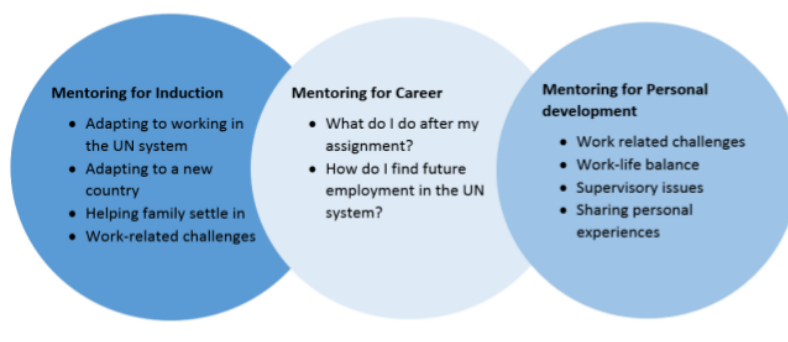 Mentoring for Induction
• Adapting to working in
the UN system
• Adapting to a new
country
• Helping family settle in
• Work-related challenges
Mentoring for Career
• What do I do after my
assignment?
• How do I find future
employment in the UN
system?
Mentoring for Personal
development
• Work related challenges
• Work-life balance
• Supervisory issues
• Sharing personal
experiences